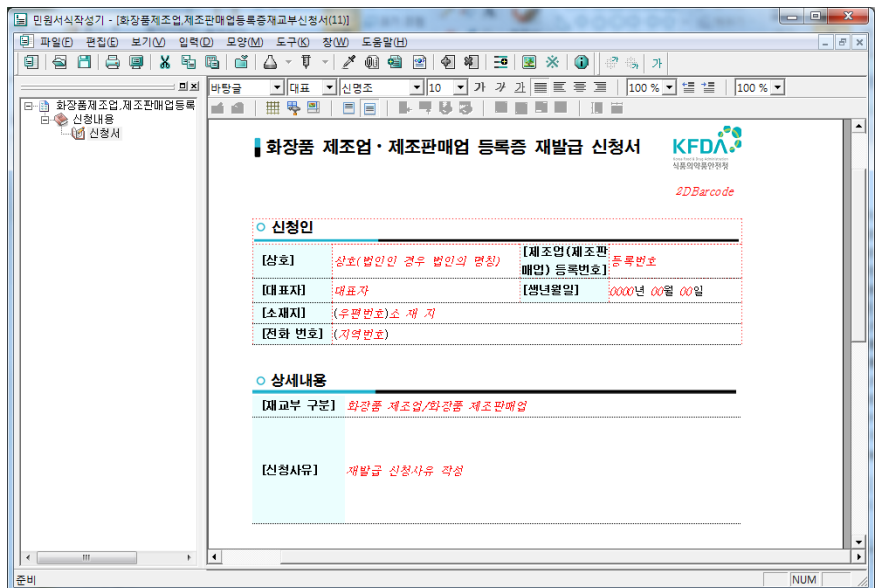 민원서식작성기 - [화장품제조업,제조판매업등록증재교부신청서(11)]
파일(F) 편집(E) 보기(V) 입력(D) 모양(M) 도구(K) 창(W) 도움말(H)
가
바탕글 대표 신명조 10 가 가 가 100 % 100 %
화장품제조업,제조판매업등록
신청내용
신청서
화장품 제조업 · 제조판매업 등록증 재발급 신청서
KFDA
식품의약품안전청
2DBarcode
신청인
[상호] 상호(법인인 경우 법인의 명칭) [제조업(제조판매업) 등록번호] 등록번호
[대표자] 대표자 [생년월일] 0000년 00월 00일
[소재지] (우편번호)소 재 지
[전화 번호] (지역번호)
상세내용
[재교부 구분] 화장품 제조업/화장품 제조판매업
[신청사유] 재발급 신청사유 작성
준비 NUM